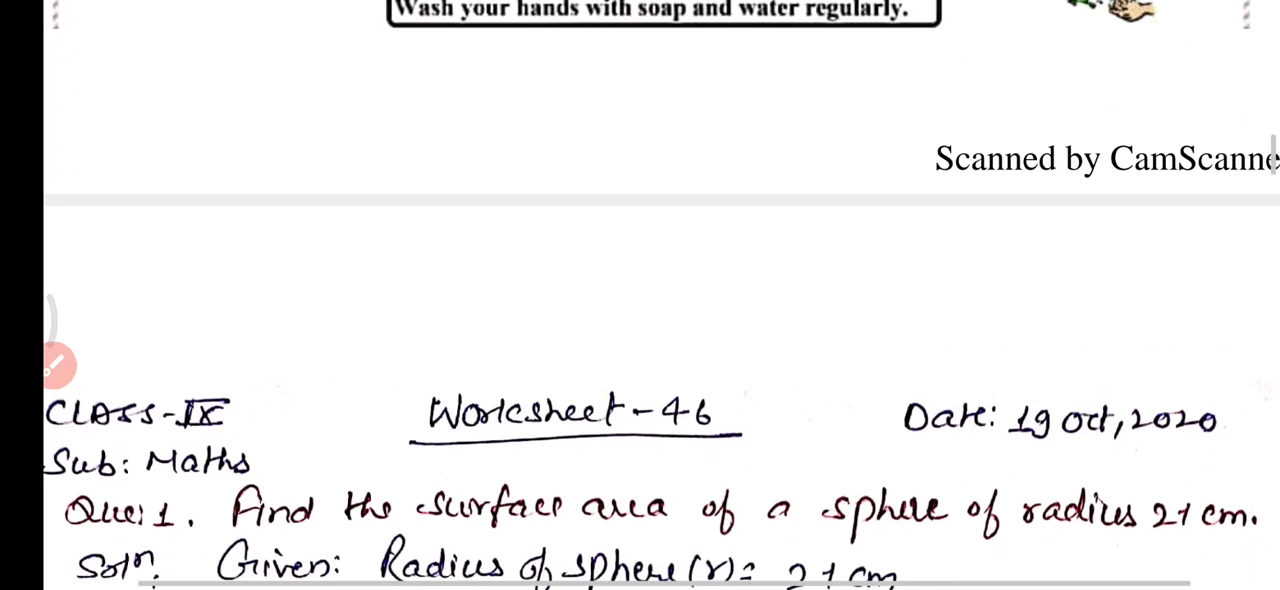 Wash your hands with soap and water regularly.
Scanned by CamScanne
CLASS-IX Worksheet-46 Date: 19 Oct, 2020
Sub: Maths
Que:1. Find the surface area of a sphere of radius 21 cm.
Soln. Given: Radius of sphere (r) = 21 cm